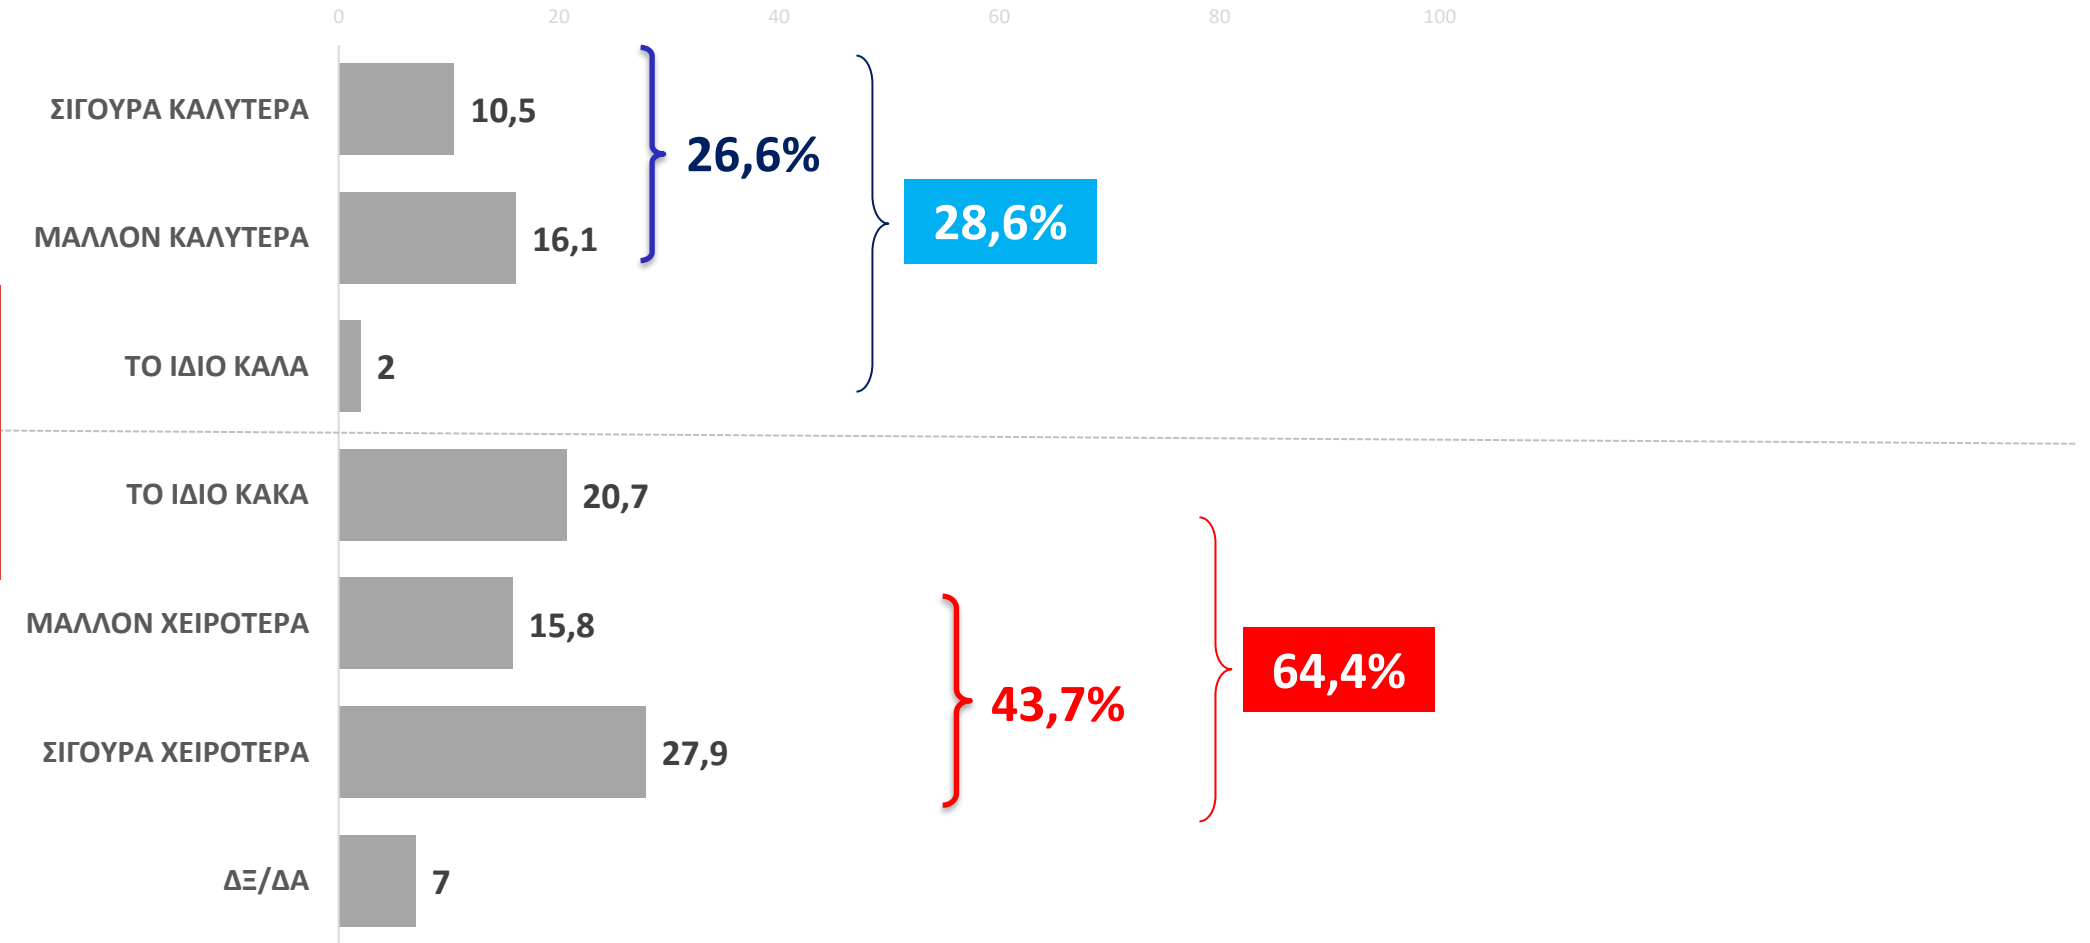 0 20 40 60 80 100
ΣΙΓΟΥΡΑ ΚΑΛΥΤΕΡΑ 10,5
26,6%
28,6%
ΜΑΛΛΟΝ ΚΑΛΥΤΕΡΑ 16,1
ΤΟ ΙΔΙΟ ΚΑΛΑ 2
ΤΟ ΙΔΙΟ ΚΑΚΑ 20,7
ΜΑΛΛΟΝ ΧΕΙΡΟΤΕΡΑ 15,8
64,4%
43,7%
ΣΙΓΟΥΡΑ ΧΕΙΡΟΤΕΡΑ 27,9
ΔΞ/ΔΑ 7